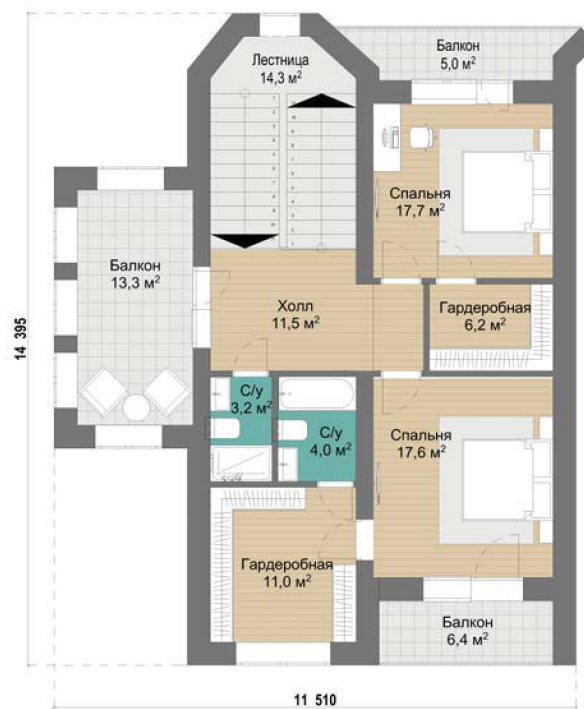 Лестница
14,3 м²
Балкон
5,0 м²
Спальня
17,7 м²
Балкон
13,3 м²
Холл
11,5 м²
Гардеробная
6,2 м²
14 395
С/у
3,2 м²
С/у
4,0 м²
Спальня
17,6 м²
Гардеробная
11,0 м²
Балкон
6,4 м²
11 510